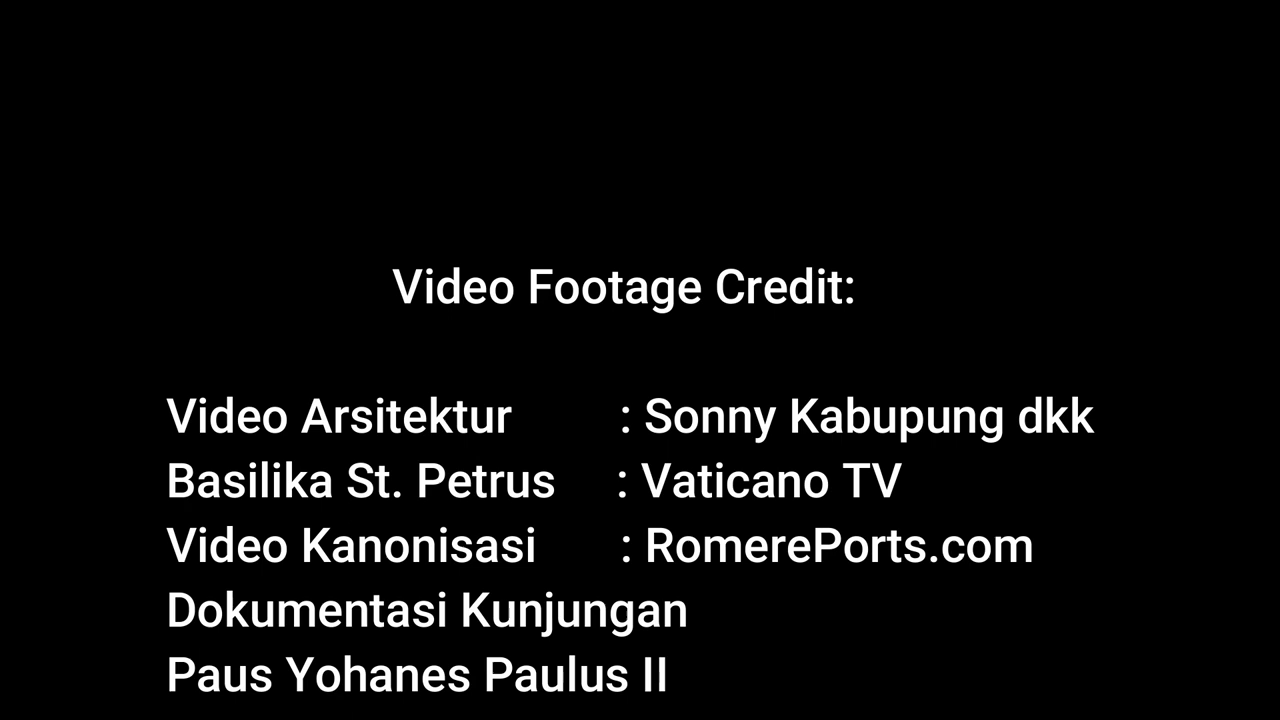 Video Footage Credit:
Video Arsitektur : Sonny Kabupung dkk
Basilika St. Petrus : Vaticano TV
Video Kanonisasi : RomerePorts.com
Dokumentasi Kunjungan
Paus Yohanes Paulus II